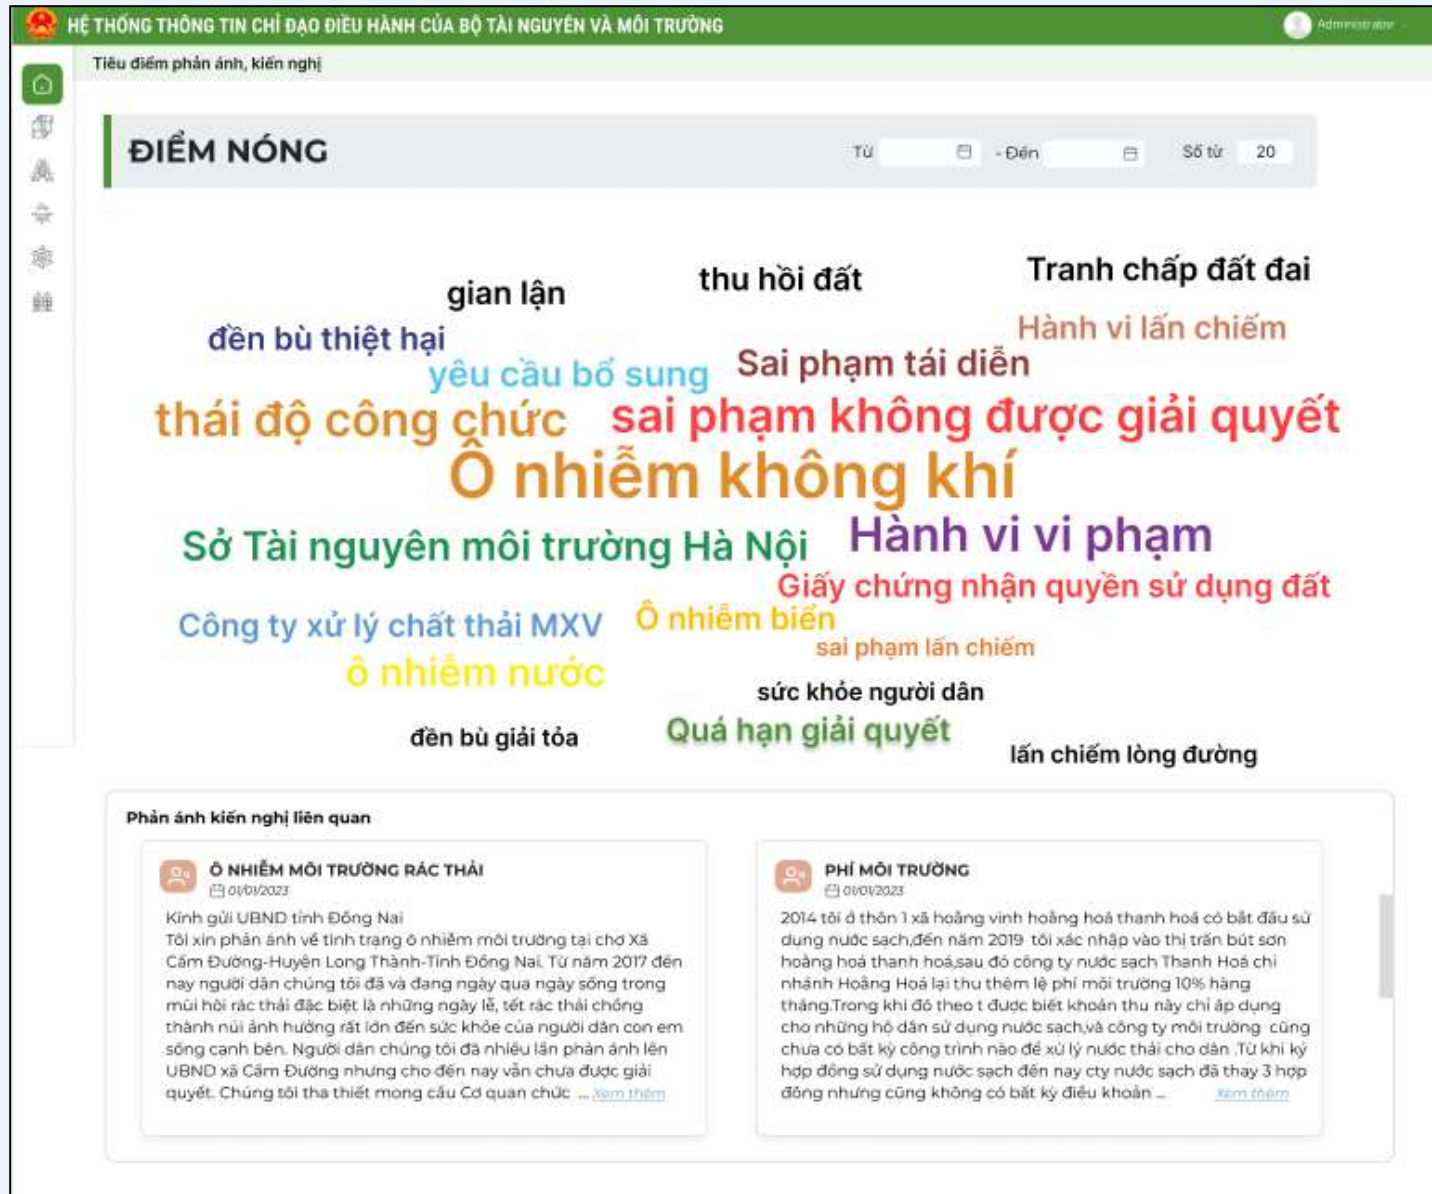 HỆ THỐNG THÔNG TIN CHỈ ĐẠO ĐIỀU HÀNH CỦA BỘ TÀI NGUYÊN VÀ MÔI TRƯỜNG
Administrator
Tiêu điểm phản ánh, kiến nghị
ĐIỂM NÓNG
Từ - Đến Số từ 20
gian lận
thu hồi đất
Tranh chấp đất đai
đền bù thiệt hại
Hành vi lấn chiếm
yêu cầu bổ sung
Sai phạm tái diễn
thái độ công chức
sai phạm không được giải quyết
Ô nhiễm không khí
Sở Tài nguyên môi trường Hà Nội
Hành vi vi phạm
Giấy chứng nhận quyền sử dụng đất
Công ty xử lý chất thải MXV
Ô nhiễm biển
sai phạm lấn chiếm
ô nhiễm nước
sức khỏe người dân
đền bù giải tỏa
Quá hạn giải quyết
lấn chiếm lòng đường
Phản ánh kiến nghị liên quan
Ô NHIỄM MÔI TRƯỜNG RÁC THẢI
01/01/2023
Kính gửi UBND tỉnh Đồng Nai
Tôi xin phản ánh về tình trạng ô nhiễm môi trường tại chợ Xã
Cẩm Đường-Huyện Long Thành-Tỉnh Đồng Nai. Từ năm 2017 đến
nay người dân chúng tôi đã và đang ngày qua ngày sống trong
mùi hôi rác thải đặc biệt là những ngày lễ, tết rác thải chồng
thành núi ảnh hưởng rất lớn đến sức khỏe của người dân con em
sống cạnh bên. Người dân chúng tôi đã nhiều lần phản ánh lên
UBND xã Cẩm Đường nhưng cho đến nay vẫn chưa được giải
quyết. Chúng tôi tha thiết mong cầu Cơ quan chức ... Xem thêm
PHÍ MÔI TRƯỜNG
01/01/2023
2014 tôi ở thôn 1 xã hoằng vinh hoằng hoá thanh hoá có bắt đầu sử
dụng nước sạch,đến năm 2019 tôi xác nhập vào thị trấn bút sơn
hoằng hoá thanh hoá,sau đó công ty nước sạch Thanh Hoá chi
nhánh Hoằng Hoá lại thu thêm lệ phí môi trường 10% hàng
tháng.Trong khi đó theo t được biết khoản thu này chỉ áp dụng
cho những hộ dân sử dụng nước sạch,và công ty môi trường cũng
chưa có bất kỳ công trình nào để xử lý nước thải cho dân .Từ khi ký
hợp đồng sử dụng nước sạch đến nay cty nước sạch đã thay 3 hợp
đồng nhưng cũng không có bất kỳ điều khoản ... Xem thêm